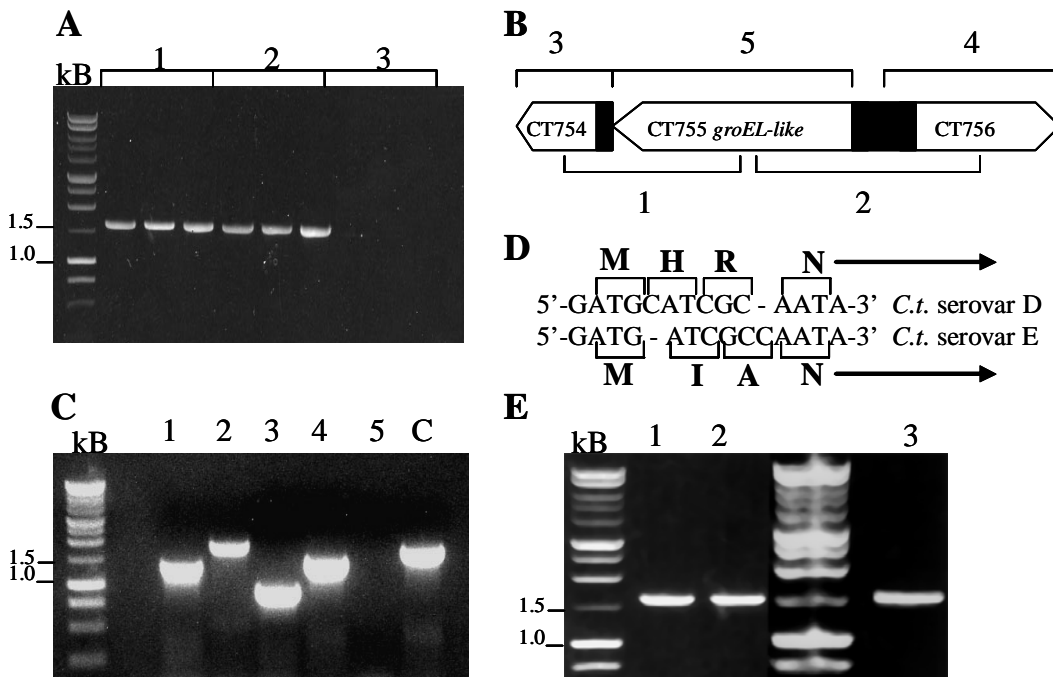 A
1 2 3
kB
1.5
1.0
B
3 5 4
CT754 CT755 groEL-like CT756
1 2
D
M H R N
5’-GATGCATCGC - AATA-3’ C.t. serovar D
5’-GATG - ATCGCCAATA-3’ C.t. serovar E
M I A N
C
kB 1 2 3 4 5 C
1.5
1.0
E
kB 1 2 3
1.5
1.0